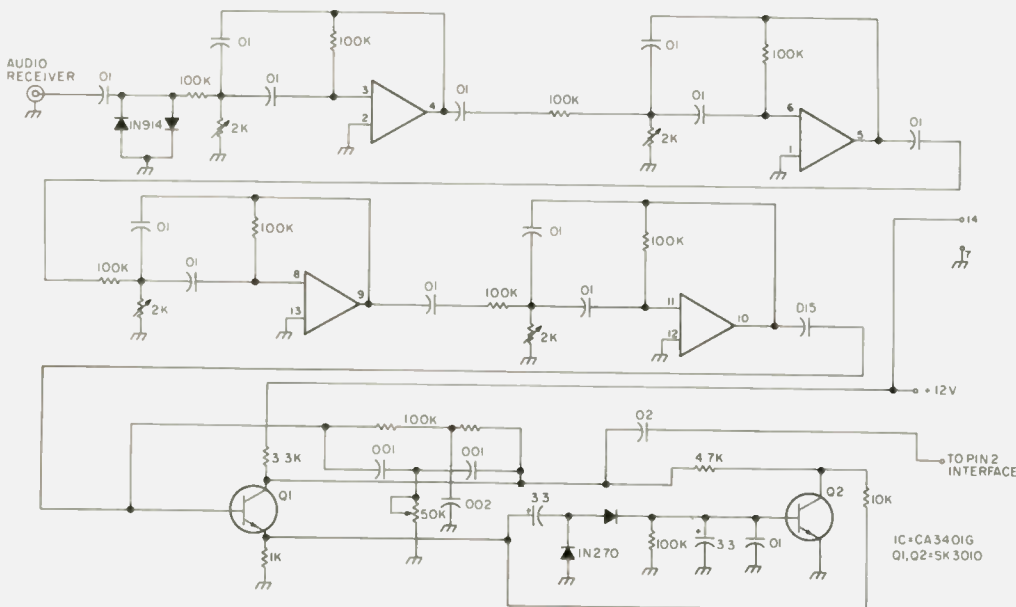 AUDIO
RECEIVER
01
IN914
100K
01
2K
01
100K
3
2
4
01
100K
01
2K
01
100K
6
1
5
01
100K
01
2K
01
100K
8
13
9
01
100K
01
2K
01
100K
11
12
10
D15
14
7
+12V
3.3K
Q1
1K
100K
001
001
50K
002
02
TO PIN 2
INTERFACE
4.7K
+
3.3
IN270
100K
+
3.3
01
Q2
10K
IC=CA3401G
Q1,Q2=SK3010